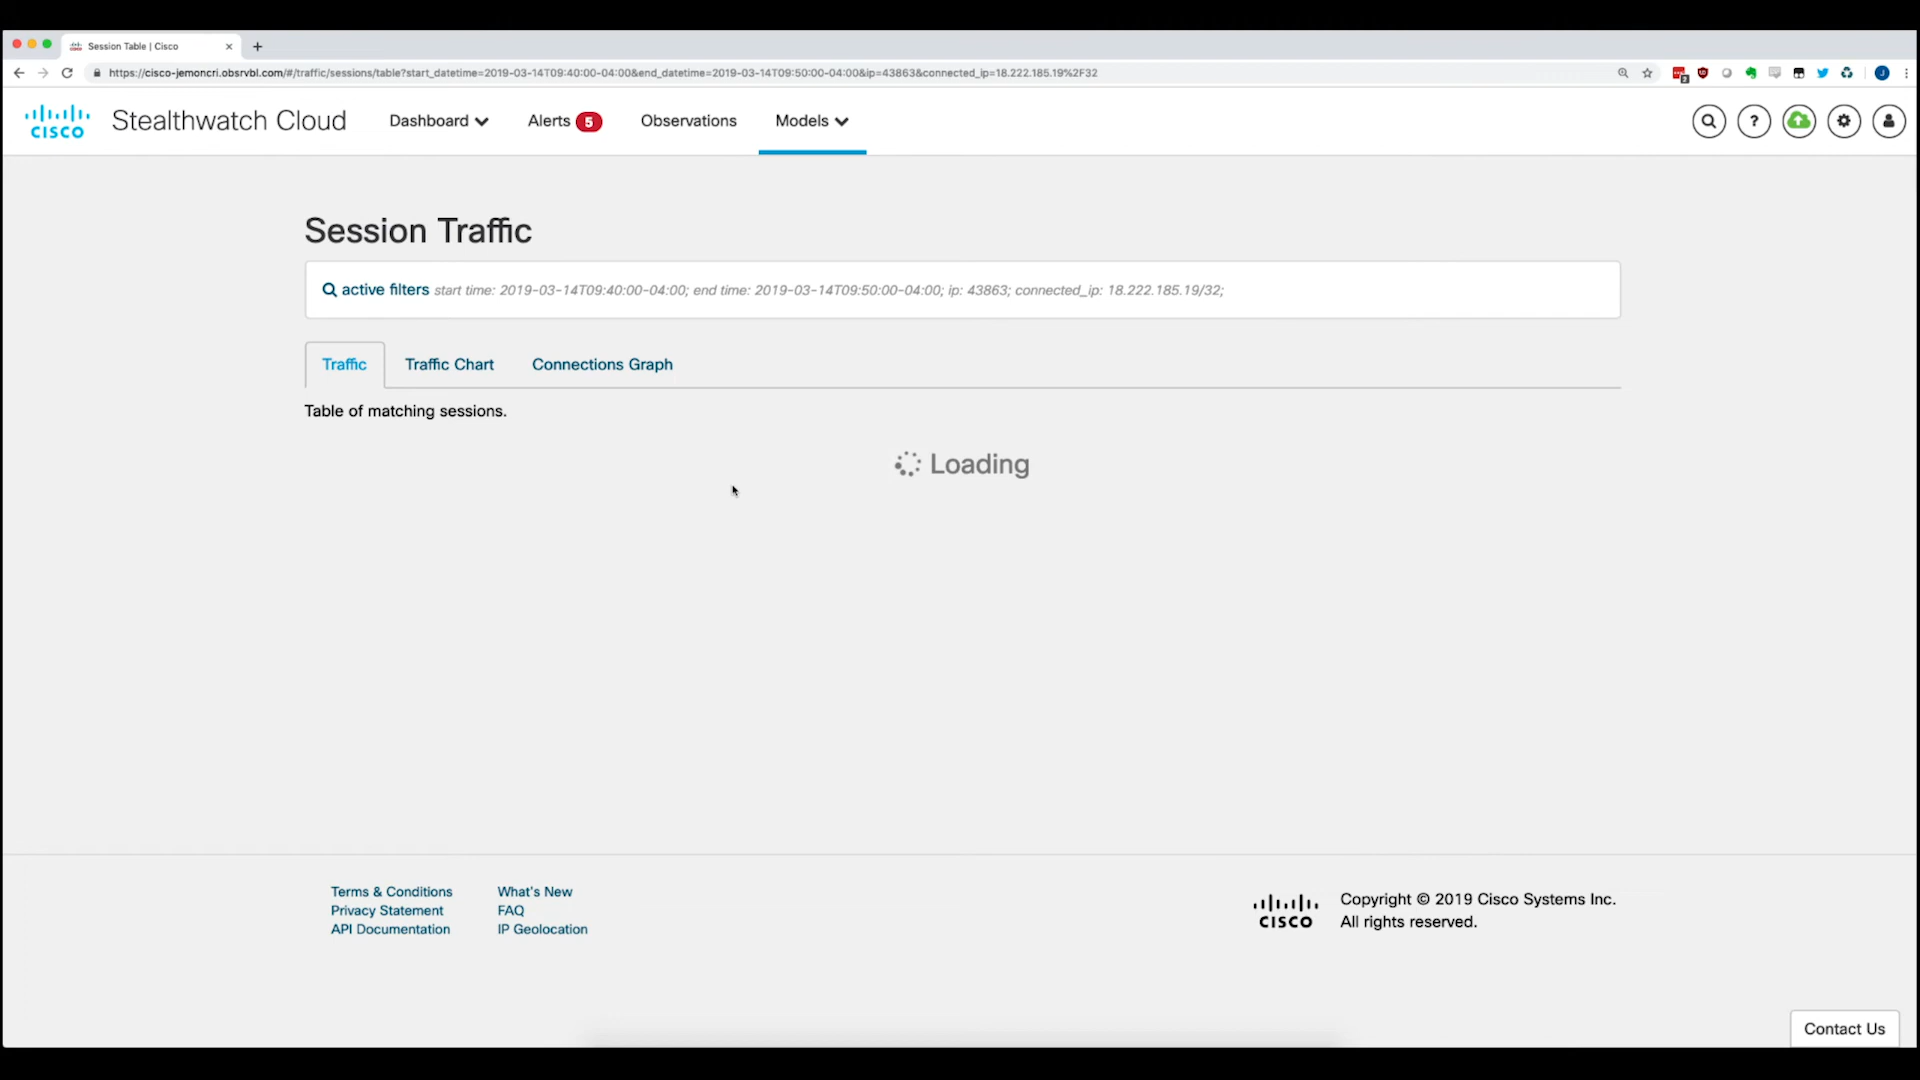 Session Table | Cisco
https://cisco-jemoncri.obsrvbl.com/#/traffic/sessions/table?start_datetime=2019-03-14T09:40:00-04:00&end_datetime=2019-03-14T09:50:00-04:00&ip=43863&connected_ip=18.222.185.19%2F32
CISCO Stealthwatch Cloud Dashboard Alerts 5 Observations Models ?
Session Traffic
active filters start time: 2019-03-14T09:40:00-04:00; end time: 2019-03-14T09:50:00-04:00; ip: 43863; connected_ip: 18.222.185.19/32;
Traffic Traffic Chart Connections Graph
Table of matching sessions.
Loading
Terms & Conditions What's New
Privacy Statement FAQ
API Documentation IP Geolocation
CISCO
Copyright © 2019 Cisco Systems Inc.
All rights reserved.
Contact Us